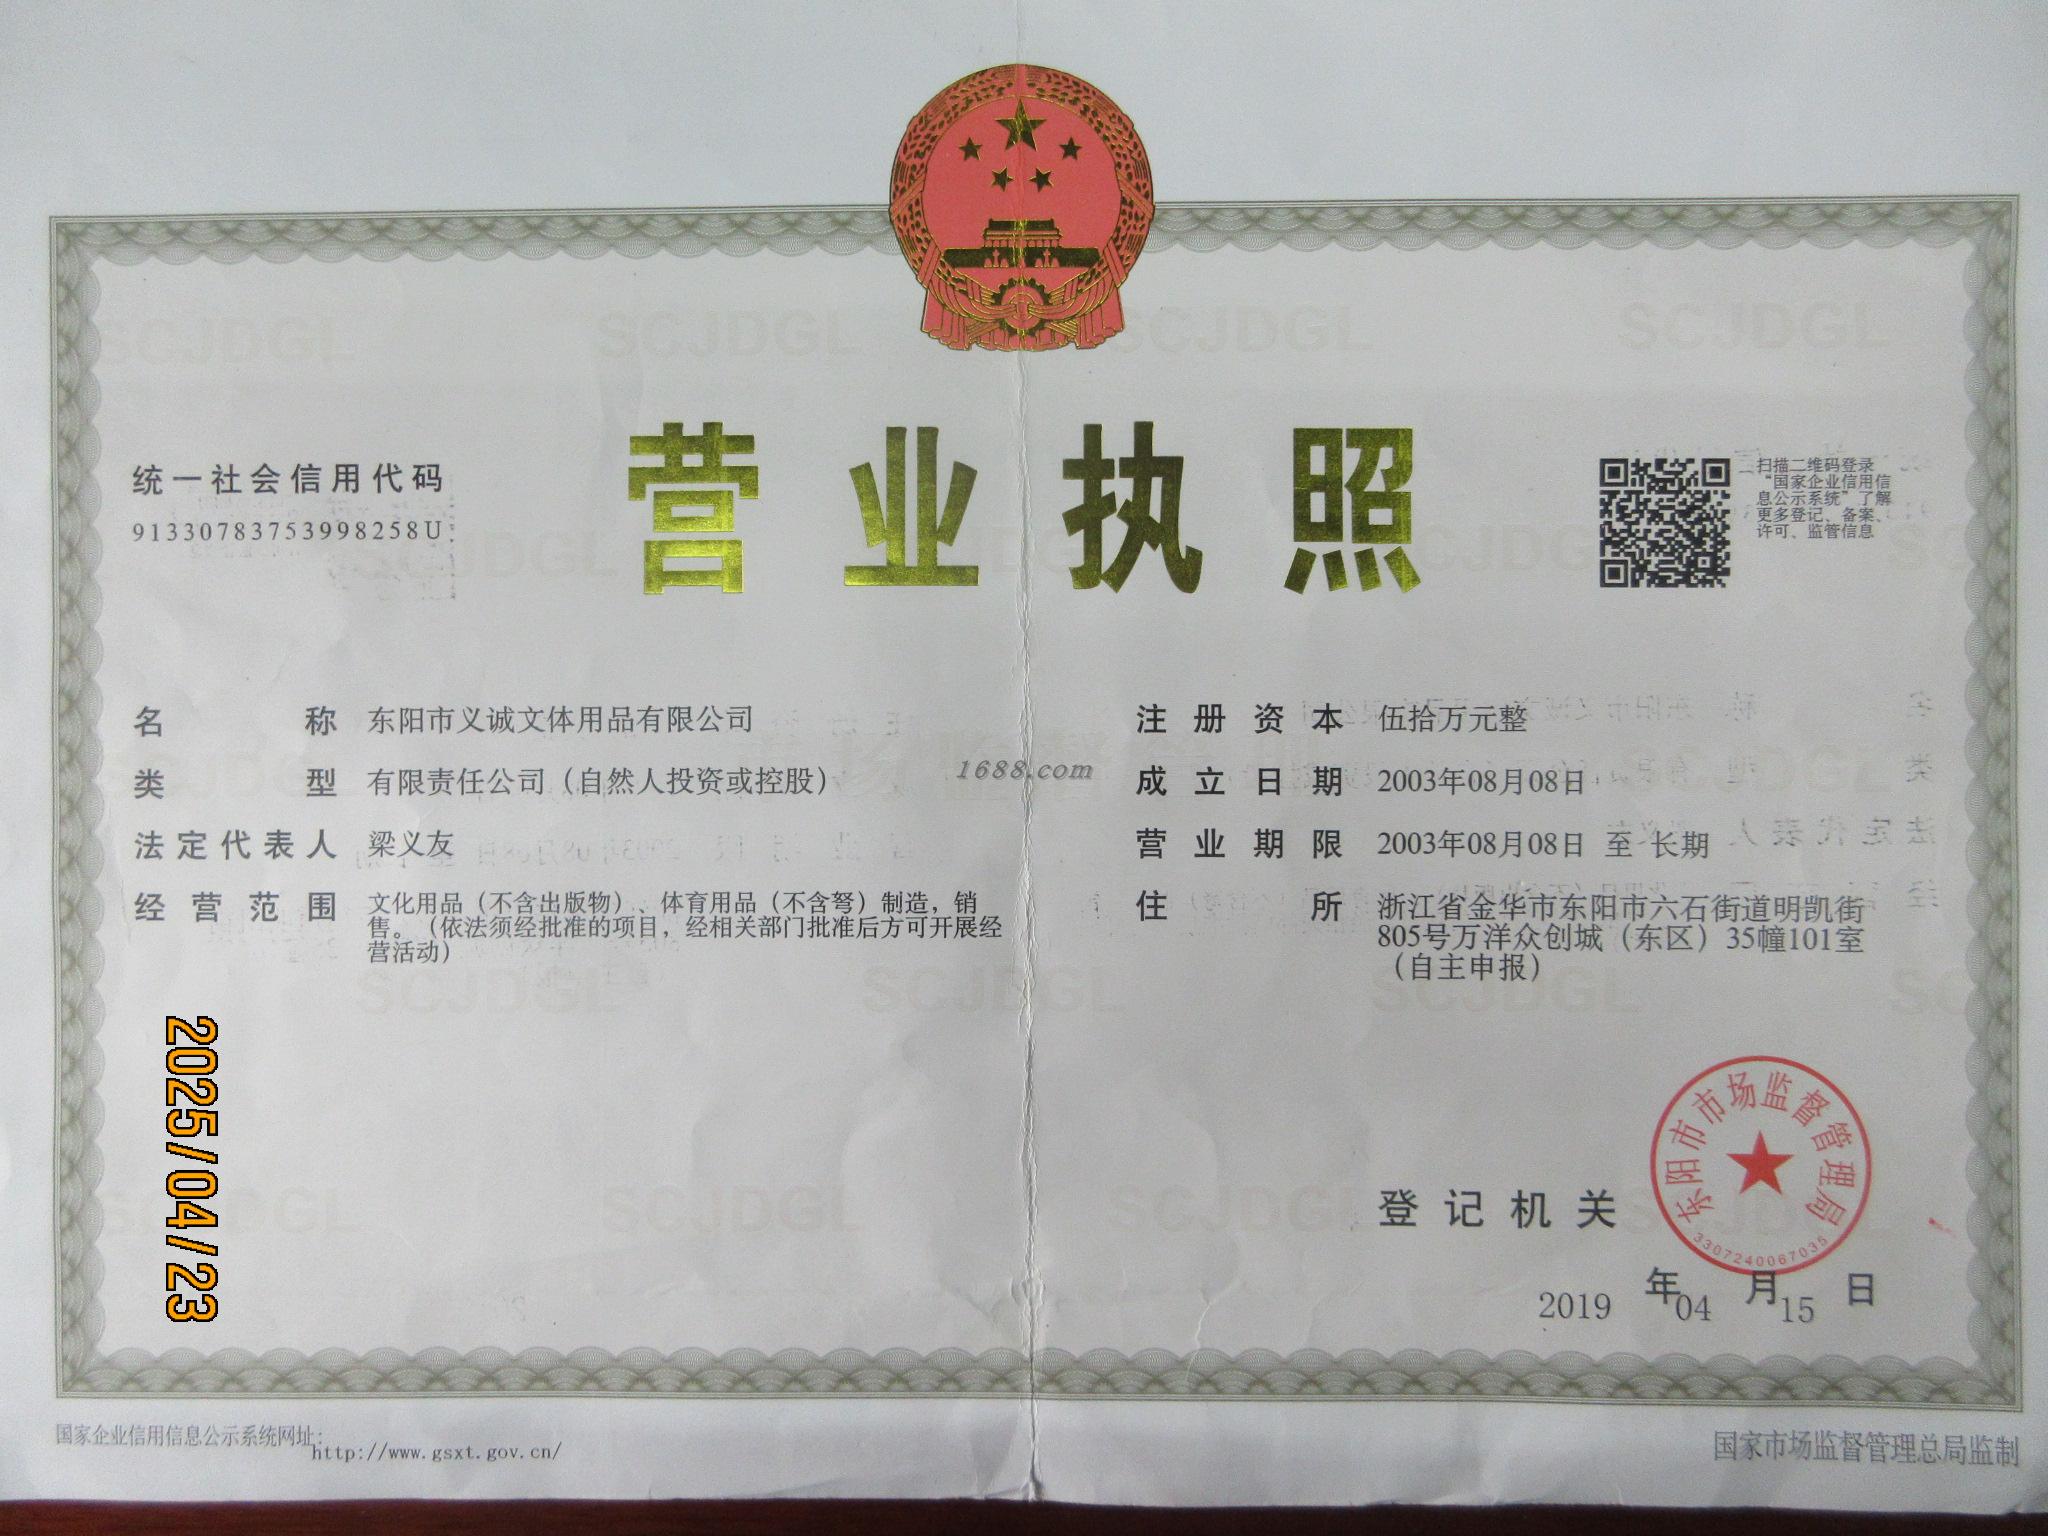 营业执照
统一社会信用代码
91330783753998258U
扫描二维码登录
“国家企业信用信
息公示系统”了解
更多登记、备案、
许可、监管信息
名称 东阳市义诚文体用品有限公司
类型 有限责任公司（自然人投资或控股）
法定代表人 梁义友
经营范围 文化用品（不含出版物）、体育用品（不含弩）制造，销
售。（依法须经批准的项目，经相关部门批准后方可开展经
营活动）
注册资本 伍拾万元整
成立日期 2003年08月08日
营业期限 2003年08月08日 至 长期
住所 浙江省金华市东阳市六石街道明凯街
805号万洋众创城（东区）35幢101室
（自主申报）
1688.com
2025/04/23
登记机关
东阳市市场监督管理局
3307240067035
2019年04月15日
国家企业信用信息公示系统网址：http://www.gsxt.gov.cn/
国家市场监督管理总局监制
SCJDGL